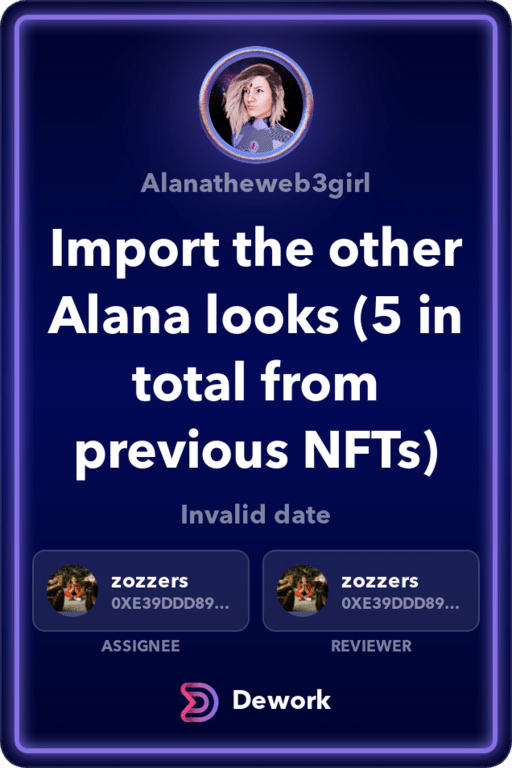 Alanatheweb3girl
Import the other
Alana looks (5 in
total from
previous NFTs)
Invalid date
zozzers
0XE39DDD89...
ASSIGNEE
zozzers
0XE39DDD89...
REVIEWER
Dework